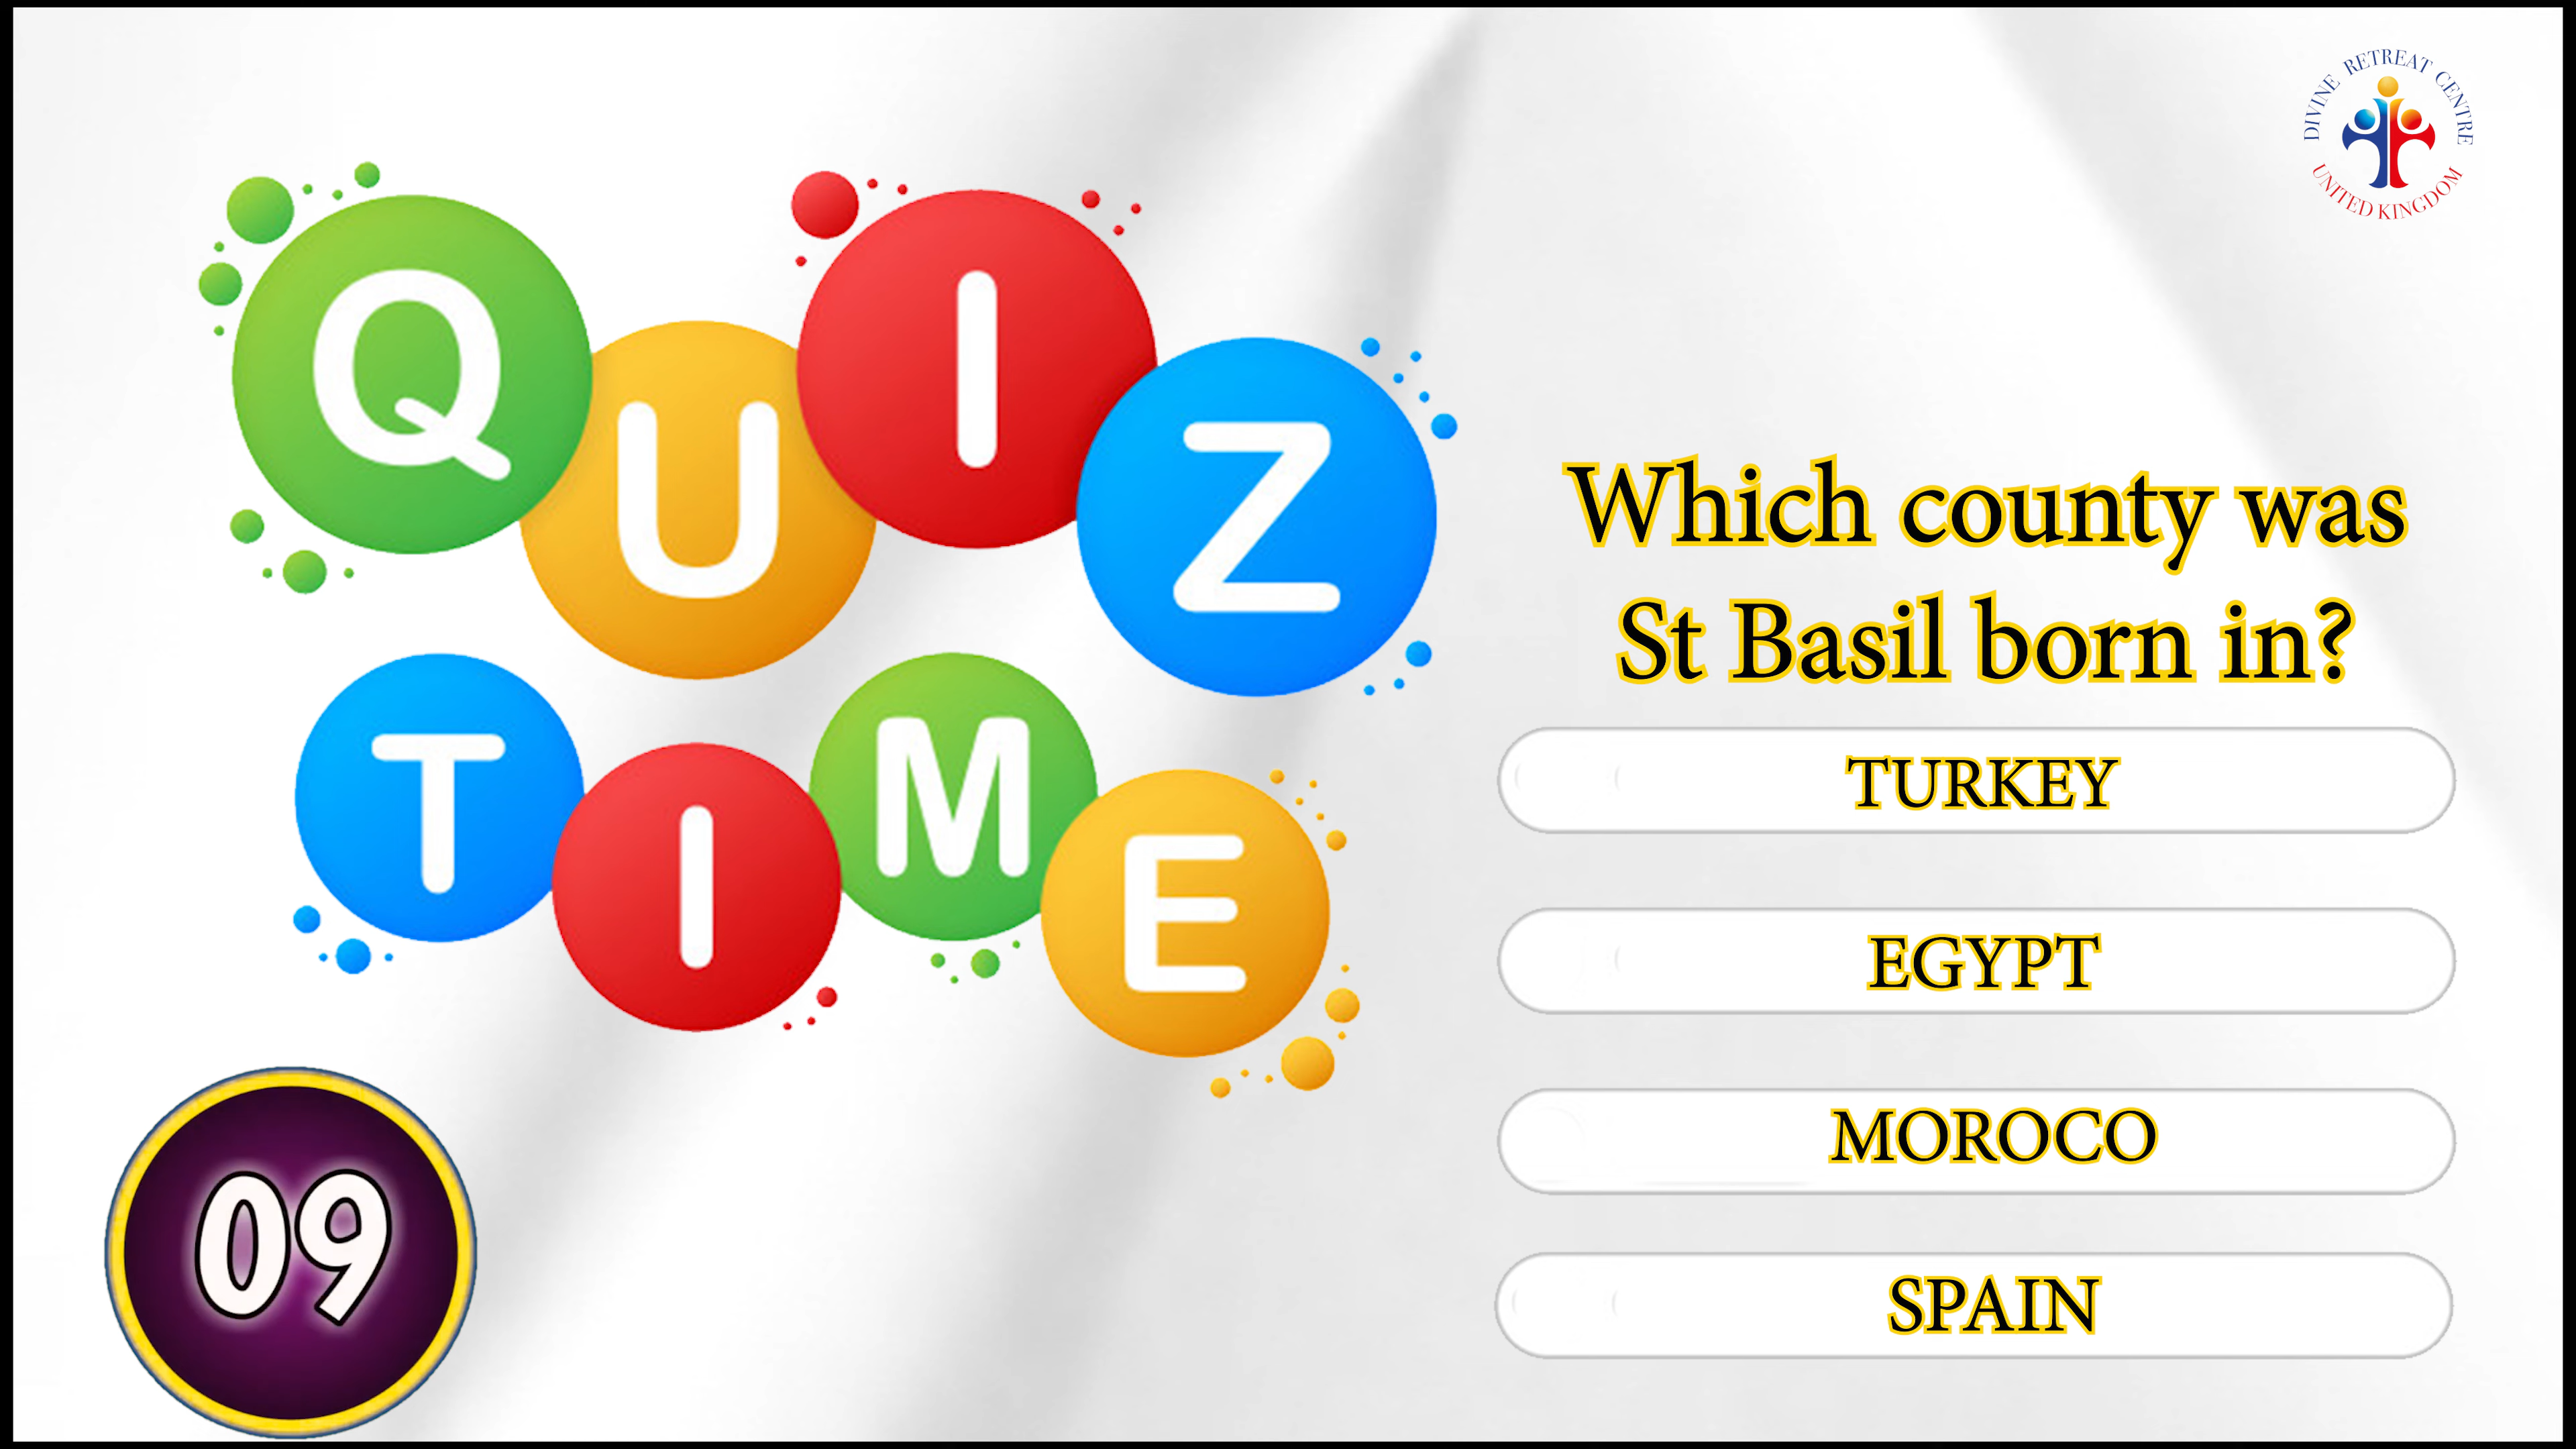 DIVINE RETREAT CENTRE
UNITED KINGDOM
QUIZ
TIME
Which county was
St Basil born in?
TURKEY
EGYPT
MOROCO
SPAIN
09